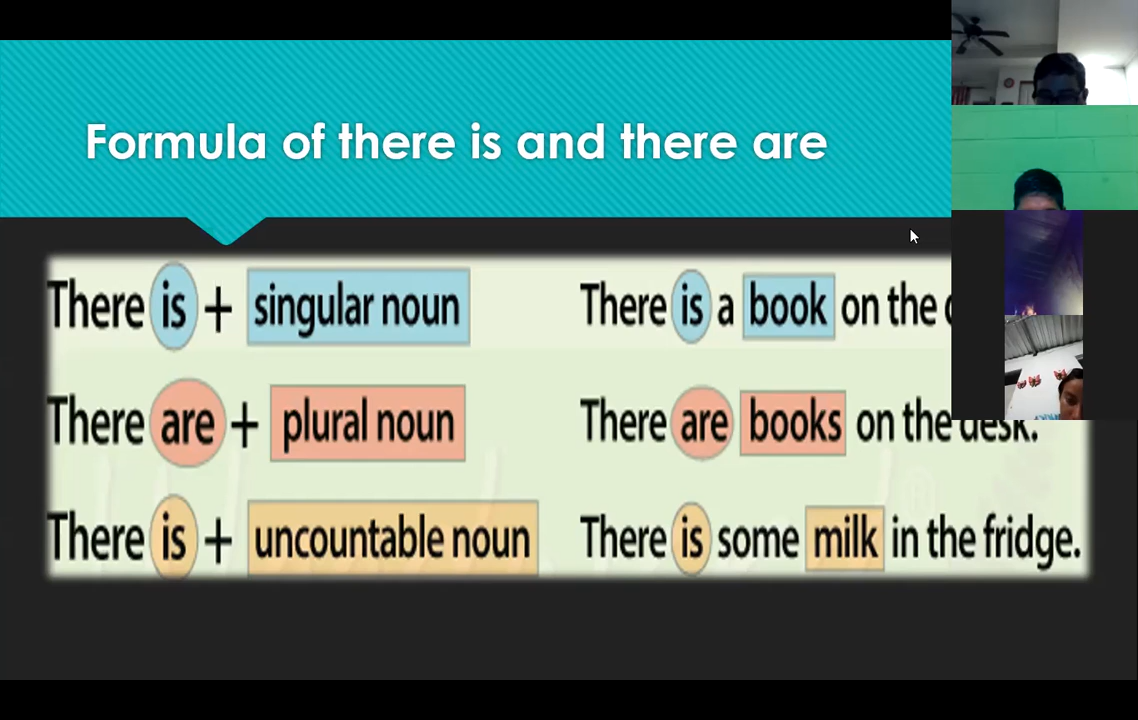 Formula of there is and there are
There is + singular noun There is a book on the
There are + plural noun There are books on the desk.
There is + uncountable noun There is some milk in the fridge.